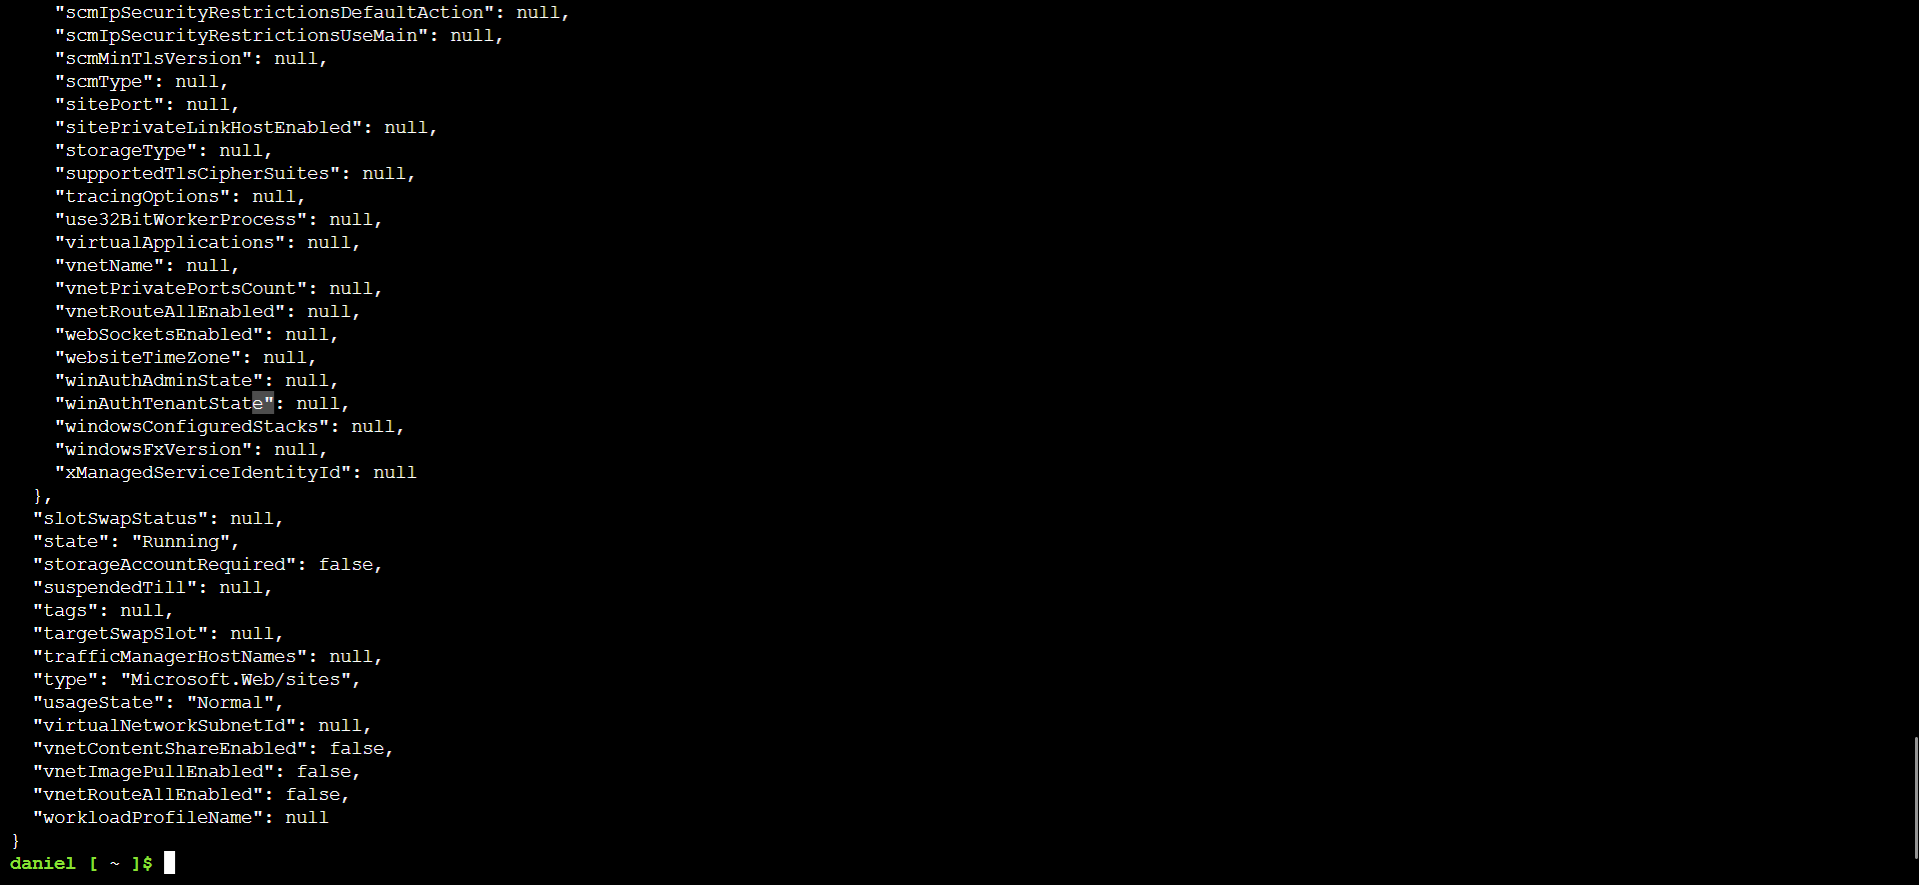 "scmIpSecurityRestrictionsDefaultAction": null,
"scmIpSecurityRestrictionsUseMain": null,
"scmMinTlsVersion": null,
"scmType": null,
"sitePort": null,
"sitePrivateLinkHostEnabled": null,
"storageType": null,
"supportedTlsCipherSuites": null,
"tracingOptions": null,
"use32BitWorkerProcess": null,
"virtualApplications": null,
"vnetName": null,
"vnetPrivatePortsCount": null,
"vnetRouteAllEnabled": null,
"webSocketsEnabled": null,
"websiteTimeZone": null,
"winAuthAdminState": null,
"winAuthTenantState": null,
"windowsConfiguredStacks": null,
"windowsFxVersion": null,
"xManagedServiceIdentityId": null
},
"slotSwapStatus": null,
"state": "Running",
"storageAccountRequired": false,
"suspendedTill": null,
"tags": null,
"targetSwapSlot": null,
"trafficManagerHostNames": null,
"type": "Microsoft.Web/sites",
"usageState": "Normal",
"virtualNetworkSubnetId": null,
"vnetContentShareEnabled": false,
"vnetImagePullEnabled": false,
"vnetRouteAllEnabled": false,
"workloadProfileName": null
}
daniel [ ~ ]$